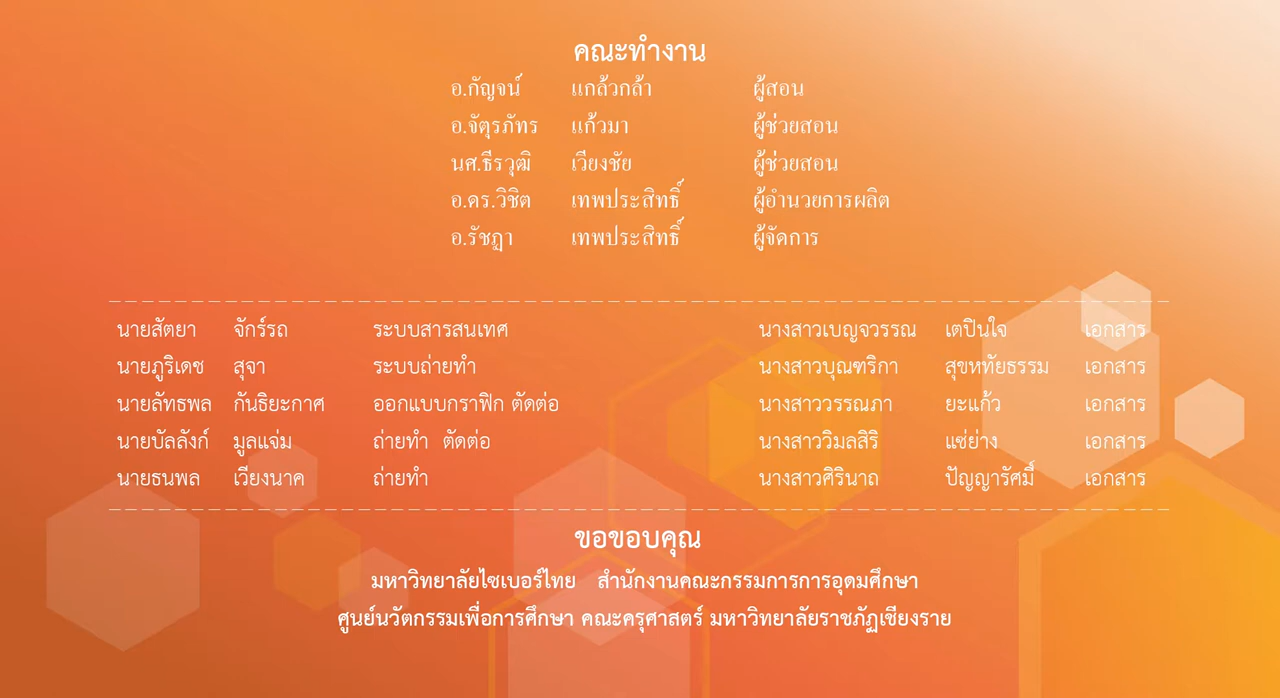 คณะทำงาน
อ.กัญจน์ แกล้วกล้า ผู้สอน
อ.จัตุรภัทร แก้วมา ผู้ช่วยสอน
นศ.ธีรวุฒิ เวียงชัย ผู้ช่วยสอน
อ.ดร.วิชิต เทพประสิทธิ์ ผู้อำนวยการผลิต
อ.รัชฎา เทพประสิทธิ์ ผู้จัดการ
นายสัตยา จักร์รถ ระบบสารสนเทศ นางสาวเบญจวรรณ เตปินใจ เอกสาร
นายภูริเดช สุจา ระบบถ่ายทำ นางสาวบุณฑริกา สุขหทัยธรรม เอกสาร
นายลัทธพล กันธิยะกาศ ออกแบบกราฟิก ตัดต่อ นางสาววรรณภา ยะแก้ว เอกสาร
นายบัลลังก์ มูลแจ่ม ถ่ายทำ ตัดต่อ นางสาววิมลสิริ แซ่ย่าง เอกสาร
นายธนพล เวียงนาค ถ่ายทำ นางสาวศิรินาถ ปัญญารัศมิ์ เอกสาร
ขอขอบคุณ
มหาวิทยาลัยไซเบอร์ไทย สำนักงานคณะกรรมการการอุดมศึกษา
ศูนย์นวัตกรรมเพื่อการศึกษา คณะครุศาสตร์ มหาวิทยาลัยราชภัฏเชียงราย